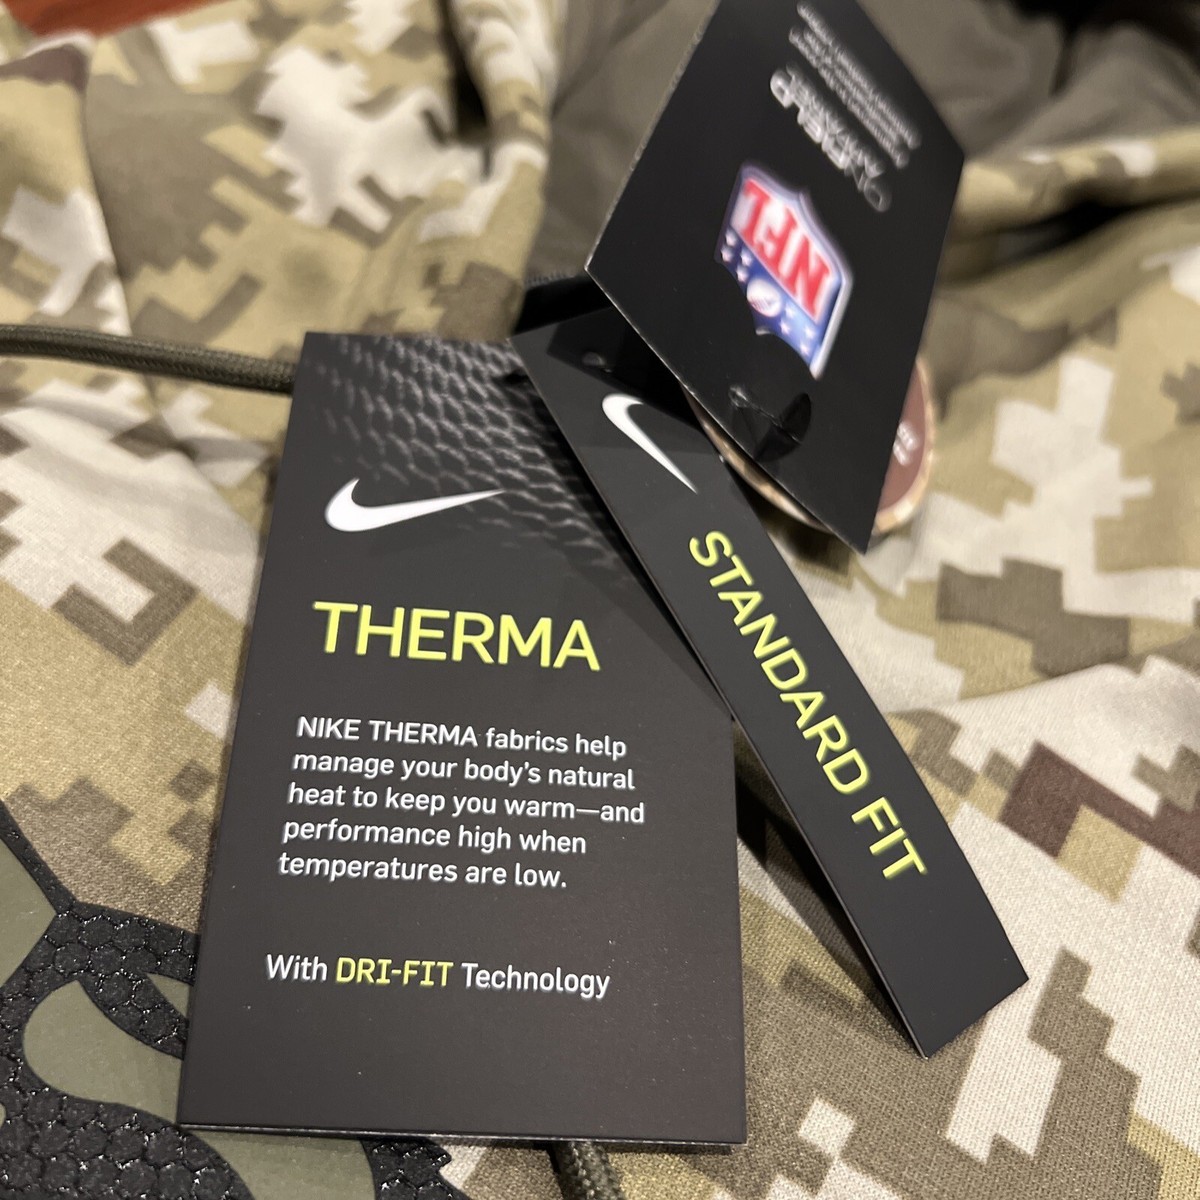 THERMA
NIKE THERMA fabrics help
manage your body's natural
heat to keep you warm—and
performance high when
temperatures are low.
With DRI-FIT Technology
STANDARD FIT
NFL